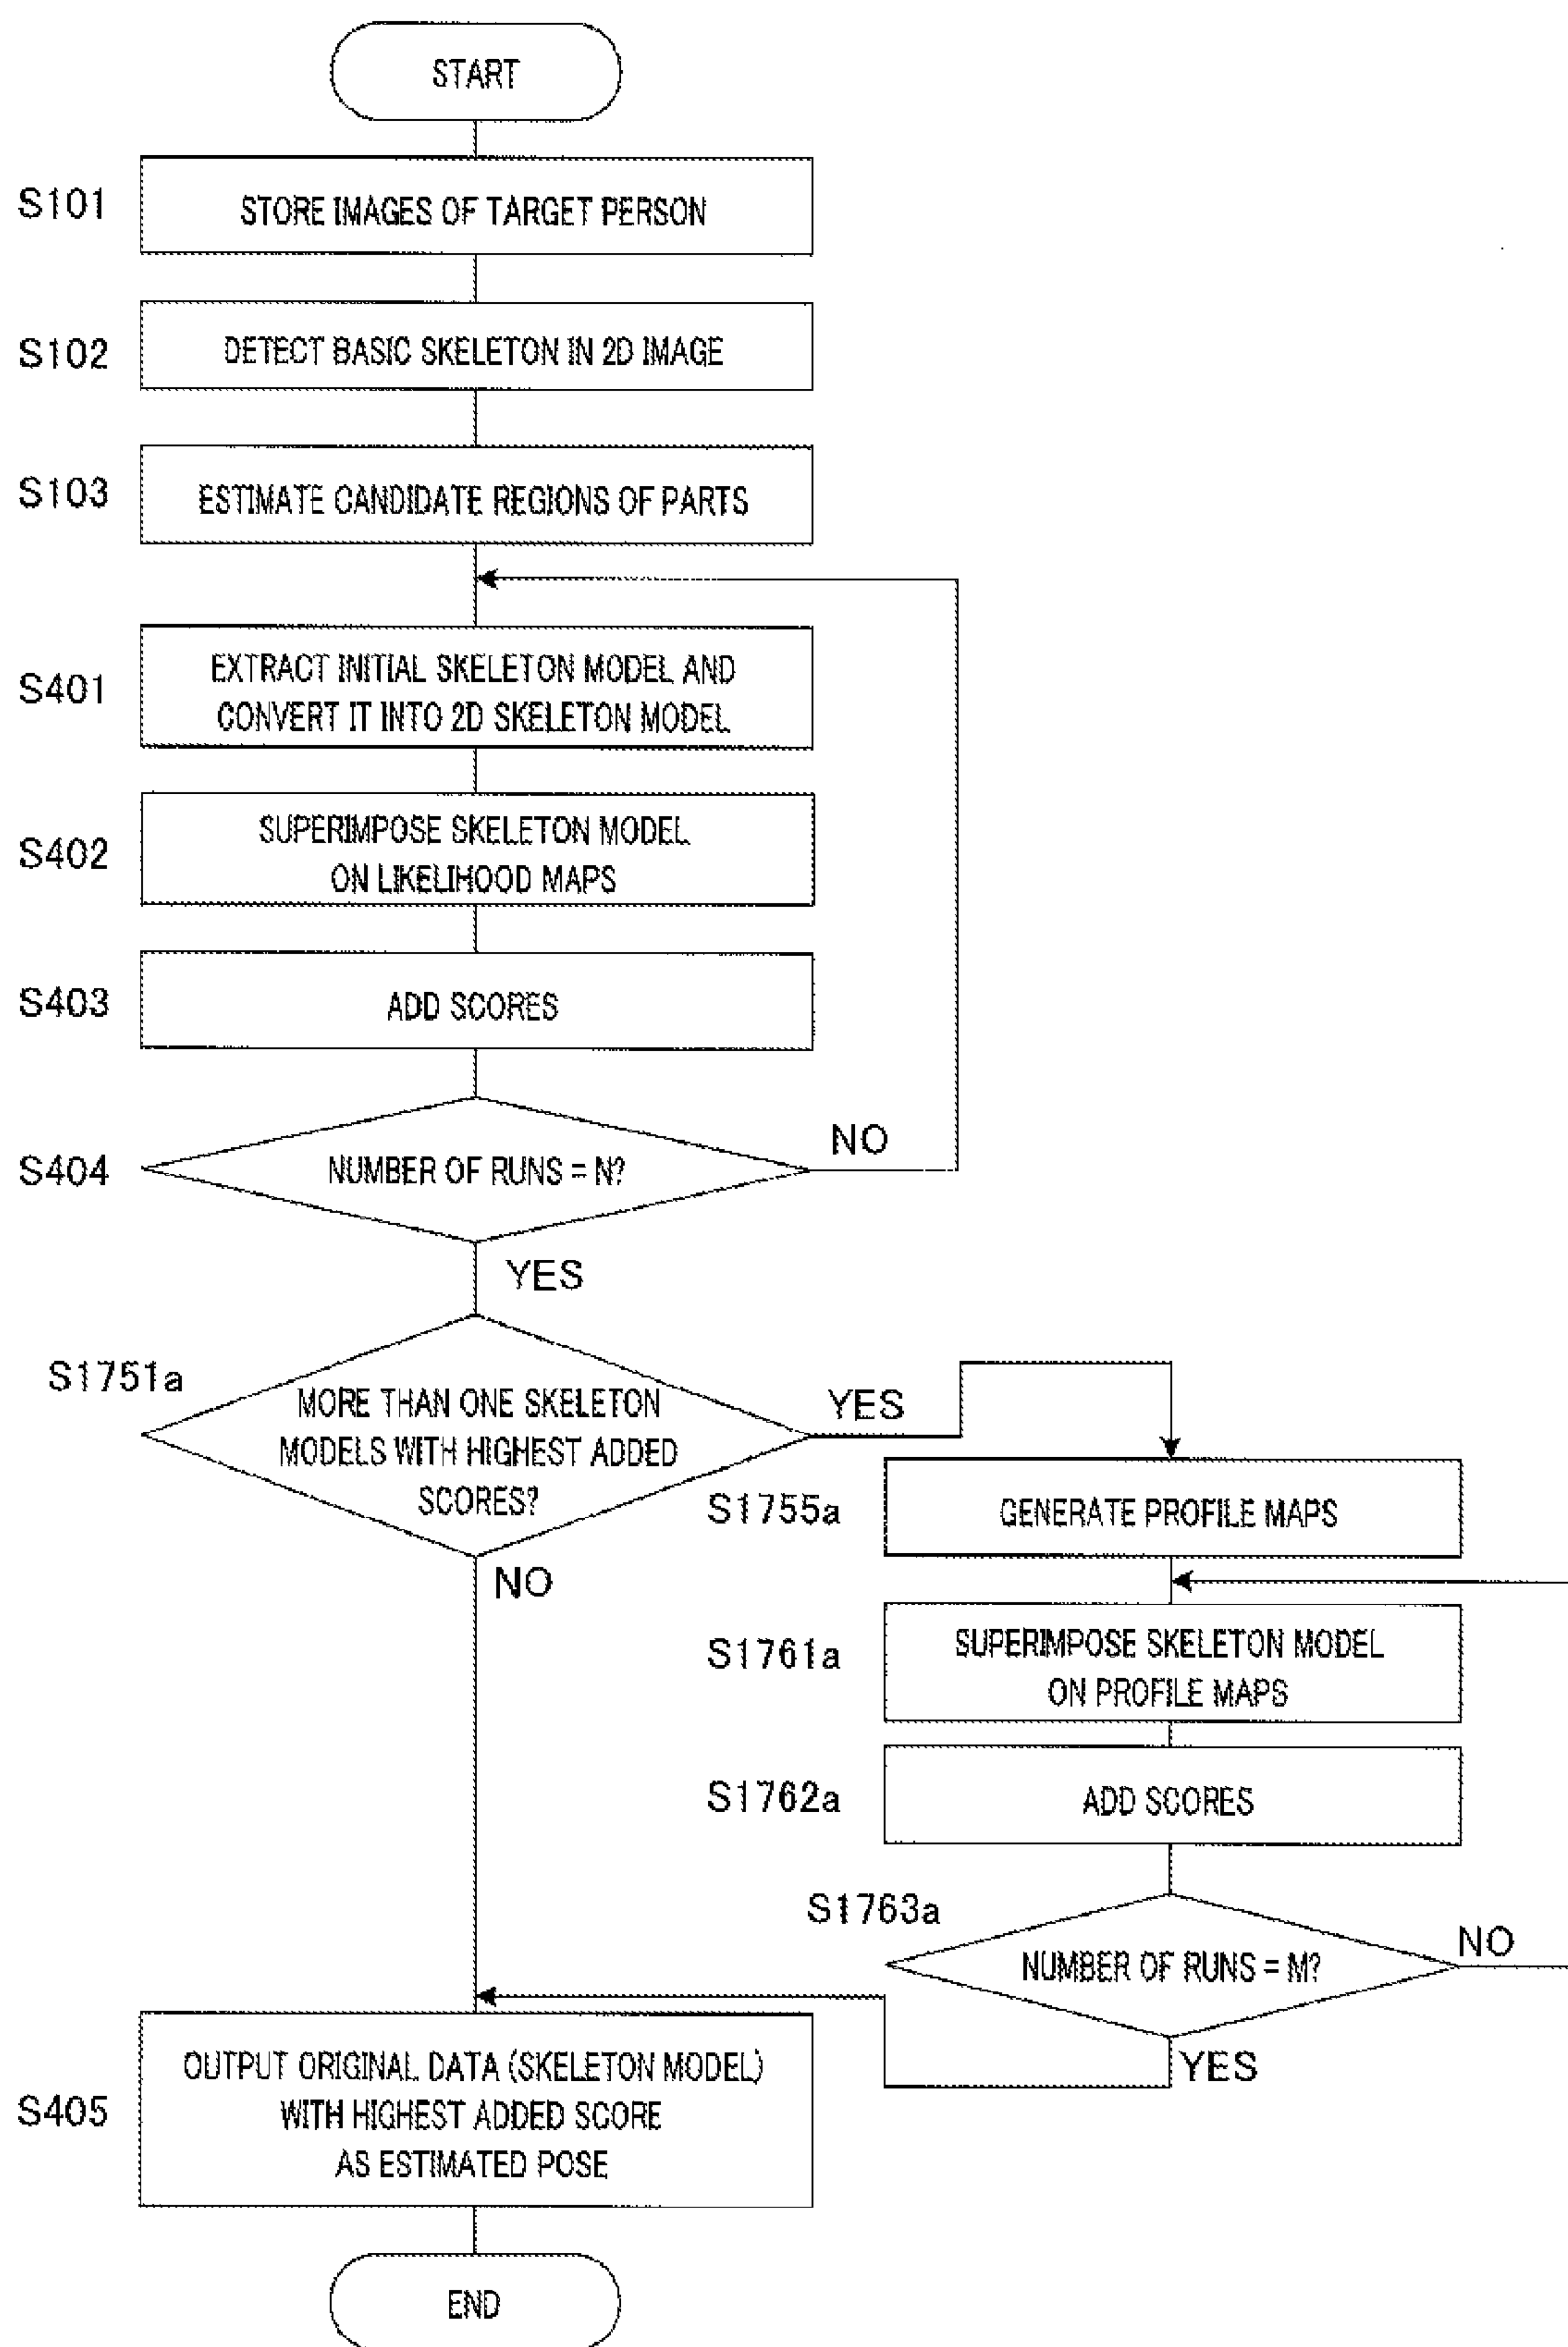 START
S101
STORE IMAGES OF TARGET PERSON
S102
DETECT BASIC SKELETON IN 2D IMAGE
S103
ESTIMATE CANDIDATE REGIONS OF PARTS
S401
EXTRACT INITIAL SKELETON MODEL AND
CONVERT IT INTO 2D SKELETON MODEL
S402
SUPERIMPOSE SKELETON MODEL
ON LIKELIHOOD MAPS
S403
ADD SCORES
S404
NUMBER OF RUNS = N?
NO
YES
S1751a
MORE THAN ONE SKELETON
MODELS WITH HIGHEST ADDED
SCORES?
YES
NO
S1755a
GENERATE PROFILE MAPS
S1761a
SUPERIMPOSE SKELETON MODEL
ON PROFILE MAPS
S1762a
ADD SCORES
S1763a
NUMBER OF RUNS = M?
NO
YES
S405
OUTPUT ORIGINAL DATA (SKELETON MODEL)
WITH HIGHEST ADDED SCORE
AS ESTIMATED POSE
END